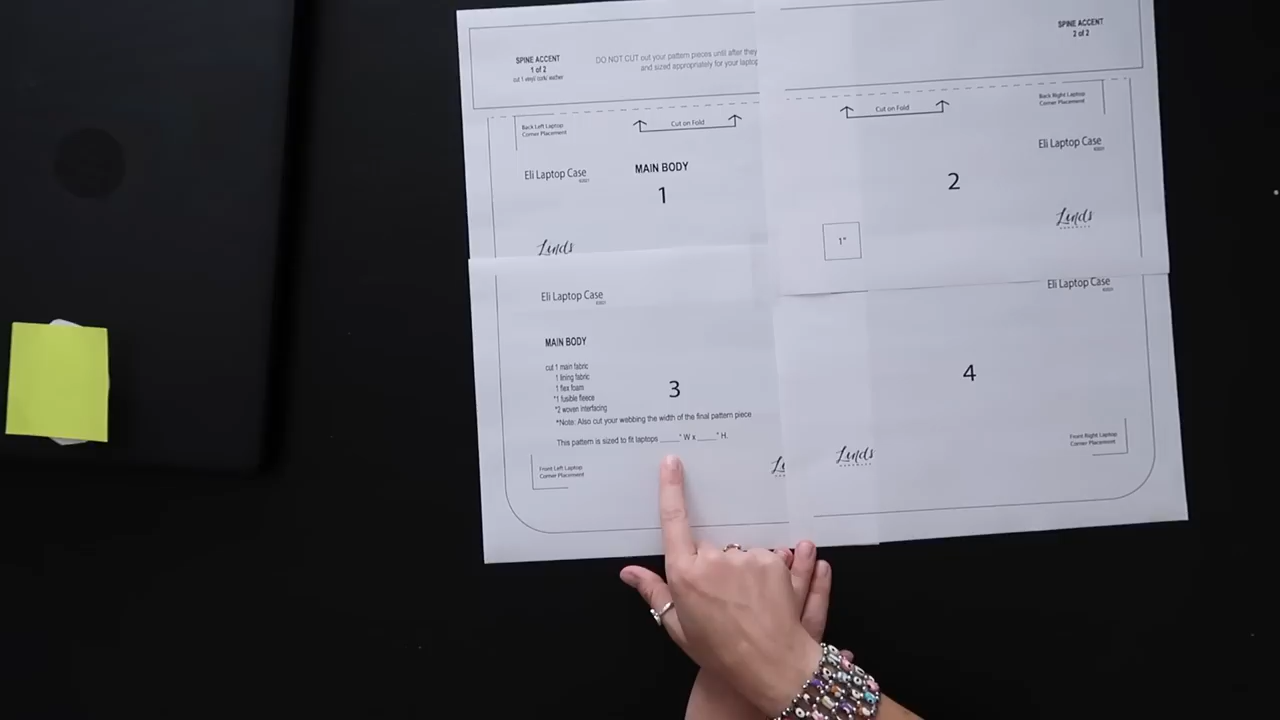 SPINE ACCENT
1 of 2
cut 1 vinyl/cork/leather
DO NOT CUT out your pattern pieces until after they
and sized appropriately for your laptop
SPINE ACCENT
2 of 2
Back Left Laptop
Corner Placement
Cut on Fold
Eli Laptop Case
MAIN BODY
1
Linds
Cut on Fold
Back Right Laptop
Corner Placement
Eli Laptop Case
2
Linds
1"
Eli Laptop Case
MAIN BODY
cut 1 main fabric
1 lining fabric
1 flex foam
*1 fusible fleece
*2 woven interfacing
3
*Note: Also cut your webbing the width of the final pattern piece
This pattern is sized to fit laptops ____" W x ____" H.
Front Left Laptop
Corner Placement
Li
Eli Laptop Case
4
Linds
Front Right Laptop
Corner Placement